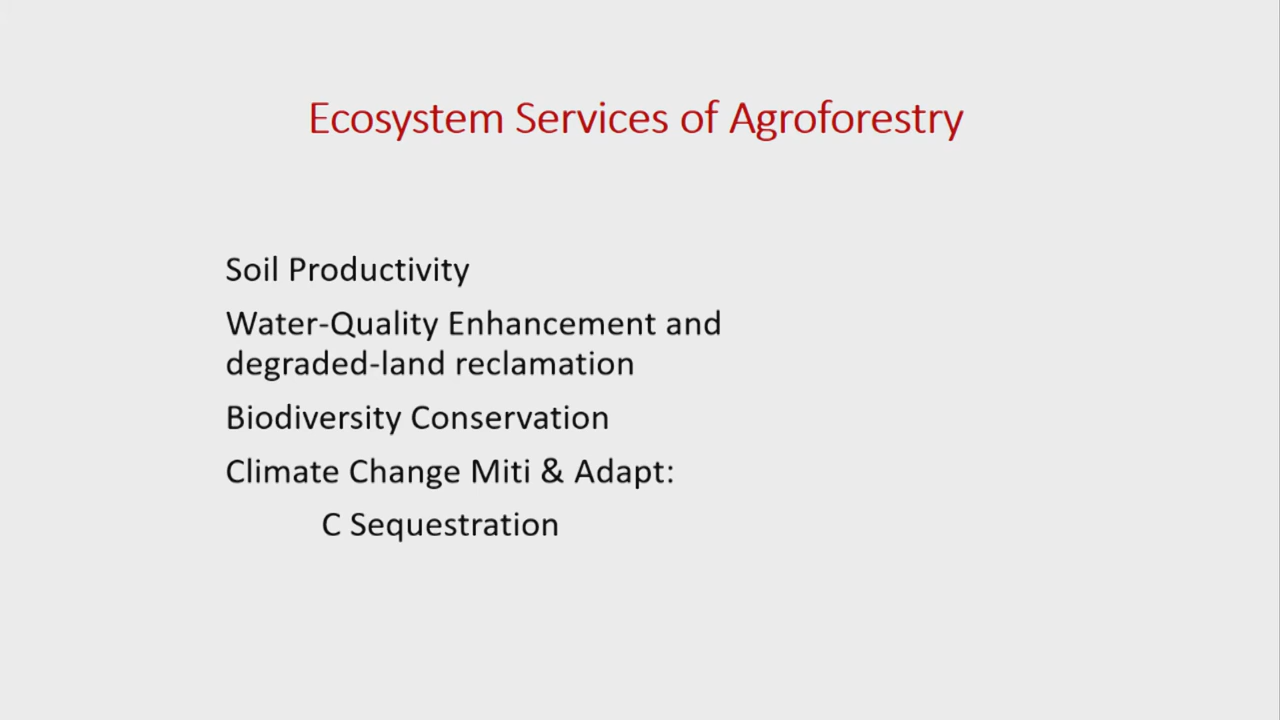 Ecosystem Services of Agroforestry
Soil Productivity
Water-Quality Enhancement and
degraded-land reclamation
Biodiversity Conservation
Climate Change Miti & Adapt:
C Sequestration